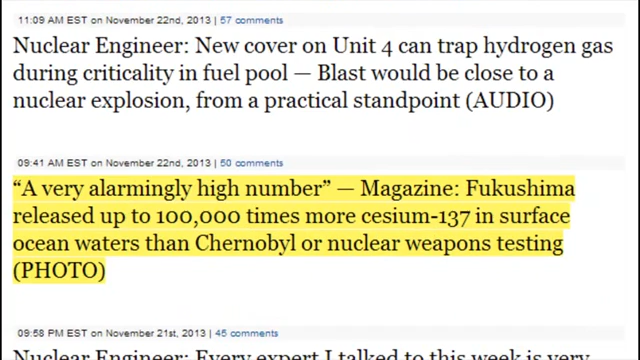 11:09 AM EST on November 22nd, 2013 | 57 comments
Nuclear Engineer: New cover on Unit 4 can trap hydrogen gas
during criticality in fuel pool — Blast would be close to a
nuclear explosion, from a practical standpoint (AUDIO)
09:41 AM EST on November 22nd, 2013 | 50 comments
“A very alarmingly high number” — Magazine: Fukushima
released up to 100,000 times more cesium-137 in surface
ocean waters than Chernobyl or nuclear weapons testing
(PHOTO)
09:58 PM EST on November 21st, 2013 | 45 comments
Nuclear Engineer: Every expert I talked to this week is very